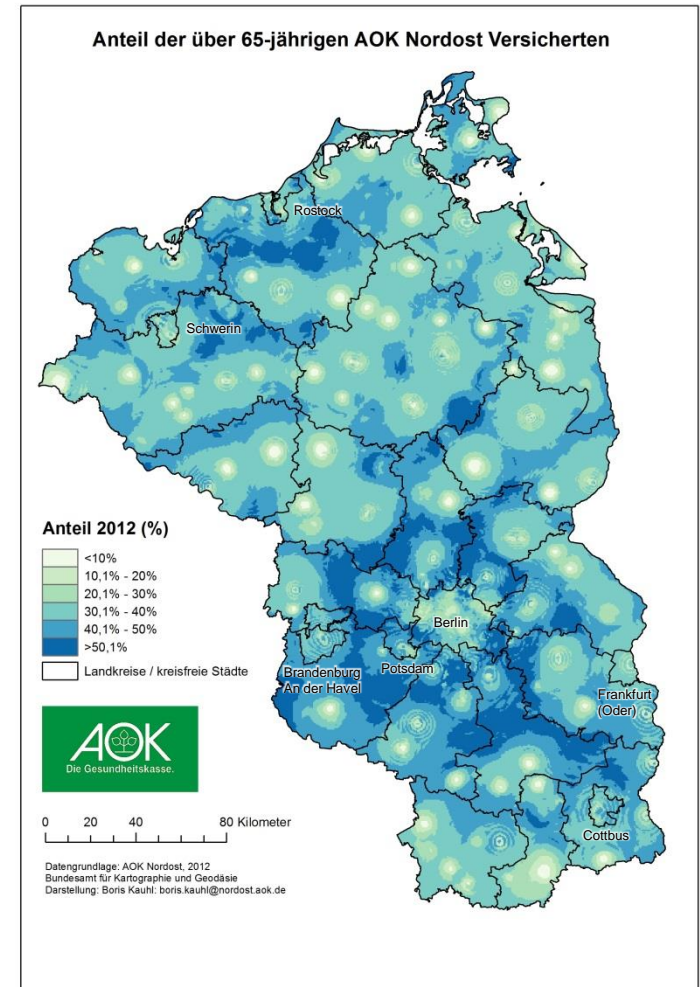 Anteil der über 65-jährigen AOK Nordost Versicherten
Rostock
Schwerin
Anteil 2012 (%)
<10%
10,1% - 20%
20,1% - 30%
30,1% - 40%
40,1% - 50%
>50,1%
Landkreise / kreisfreie Städte
Berlin
Brandenburg
An der Havel
Potsdam
Frankfurt
(Oder)
Cottbus
AOK
Die Gesundheitskasse.
0 20 40 80 Kilometer
Datengrundlage: AOK Nordost, 2012
Bundesamt für Kartographie und Geodäsie
Darstellung: Boris Kauhl: boris.kauhl@nordost.aok.de